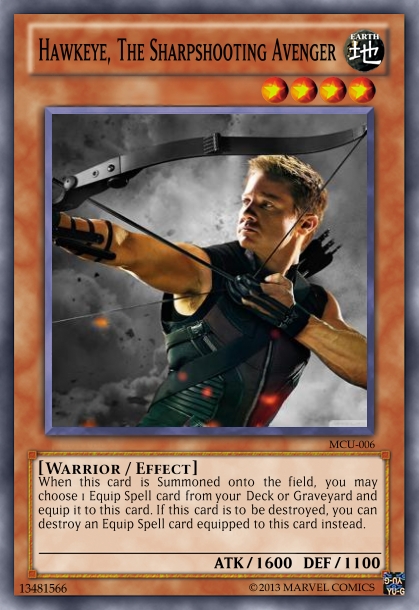 HAWKEYE, THE SHARPSHOOTING AVENGER
EARTH
地
MCU-006
[WARRIOR / EFFECT]
When this card is Summoned onto the field, you may
choose 1 Equip Spell card from your Deck or Graveyard and
equip it to this card. If this card is to be destroyed, you can
destroy an Equip Spell card equipped to this card instead.
ATK / 1600 DEF / 1100
13481566
©2013 MARVEL COMICS
YU-G